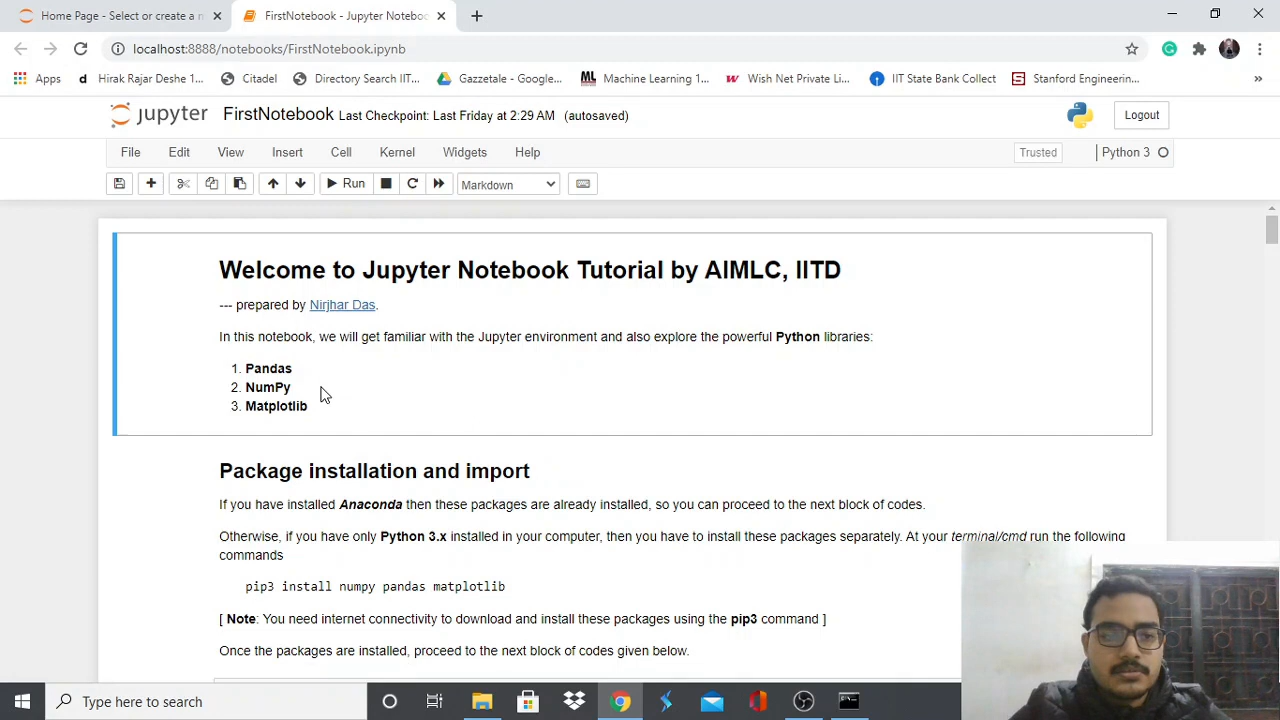 Home Page - Select or create a n
FirstNotebook - Jupyter Noteboo
localhost:8888/notebooks/FirstNotebook.ipynb
Apps
Hirak Rajar Deshe 1...
Citadel
Directory Search IIT...
Gazzetale - Google...
Machine Learning 1...
Wish Net Private Li...
IIT State Bank Collect
Stanford Engineerin...
jupyter FirstNotebook Last Checkpoint: Last Friday at 2:29 AM (autosaved)
Logout
File Edit View Insert Cell Kernel Widgets Help
Trusted
Python 3
Run
Markdown
Welcome to Jupyter Notebook Tutorial by AIMLC, IITD
--- prepared by Nirjhar Das.
In this notebook, we will get familiar with the Jupyter environment and also explore the powerful Python libraries:
1. Pandas
2. NumPy
3. Matplotlib
Package installation and import
If you have installed Anaconda then these packages are already installed, so you can proceed to the next block of codes.
Otherwise, if you have only Python 3.x installed in your computer, then you have to install these packages separately. At your terminal/cmd run the following
commands
pip3 install numpy pandas matplotlib
[ Note: You need internet connectivity to download and install these packages using the pip3 command ]
Once the packages are installed, proceed to the next block of codes given below.
Type here to search